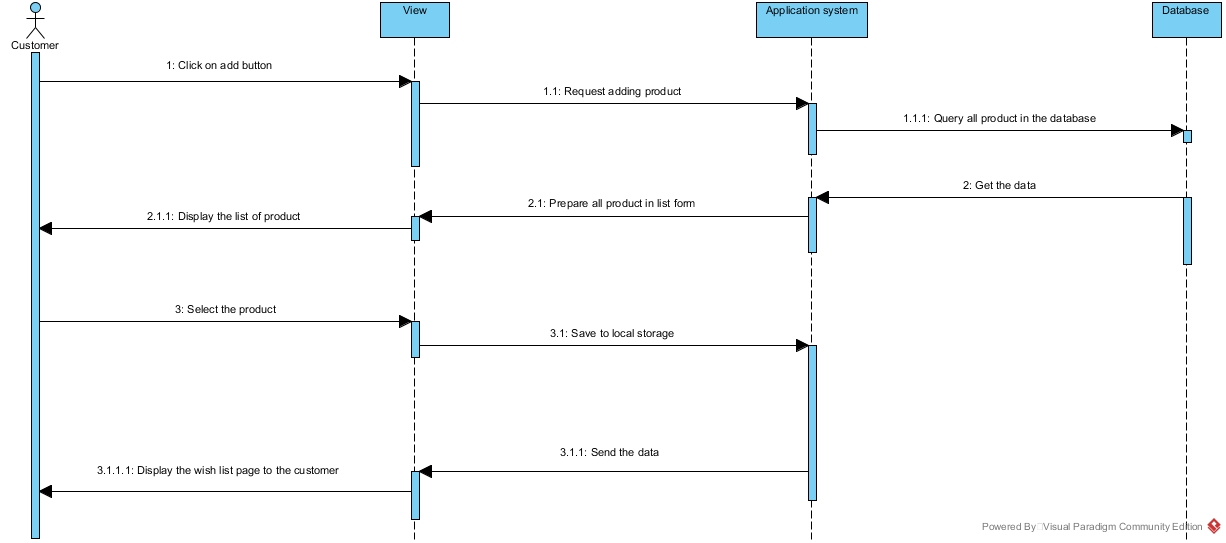 View
Application system
Database
Customer
1: Click on add button
1.1: Request adding product
1.1.1: Query all product in the database
2: Get the data
2.1: Prepare all product in list form
2.1.1: Display the list of product
3: Select the product
3.1: Save to local storage
3.1.1: Send the data
3.1.1.1: Display the wish list page to the customer
Powered By Visual Paradigm Community Edition